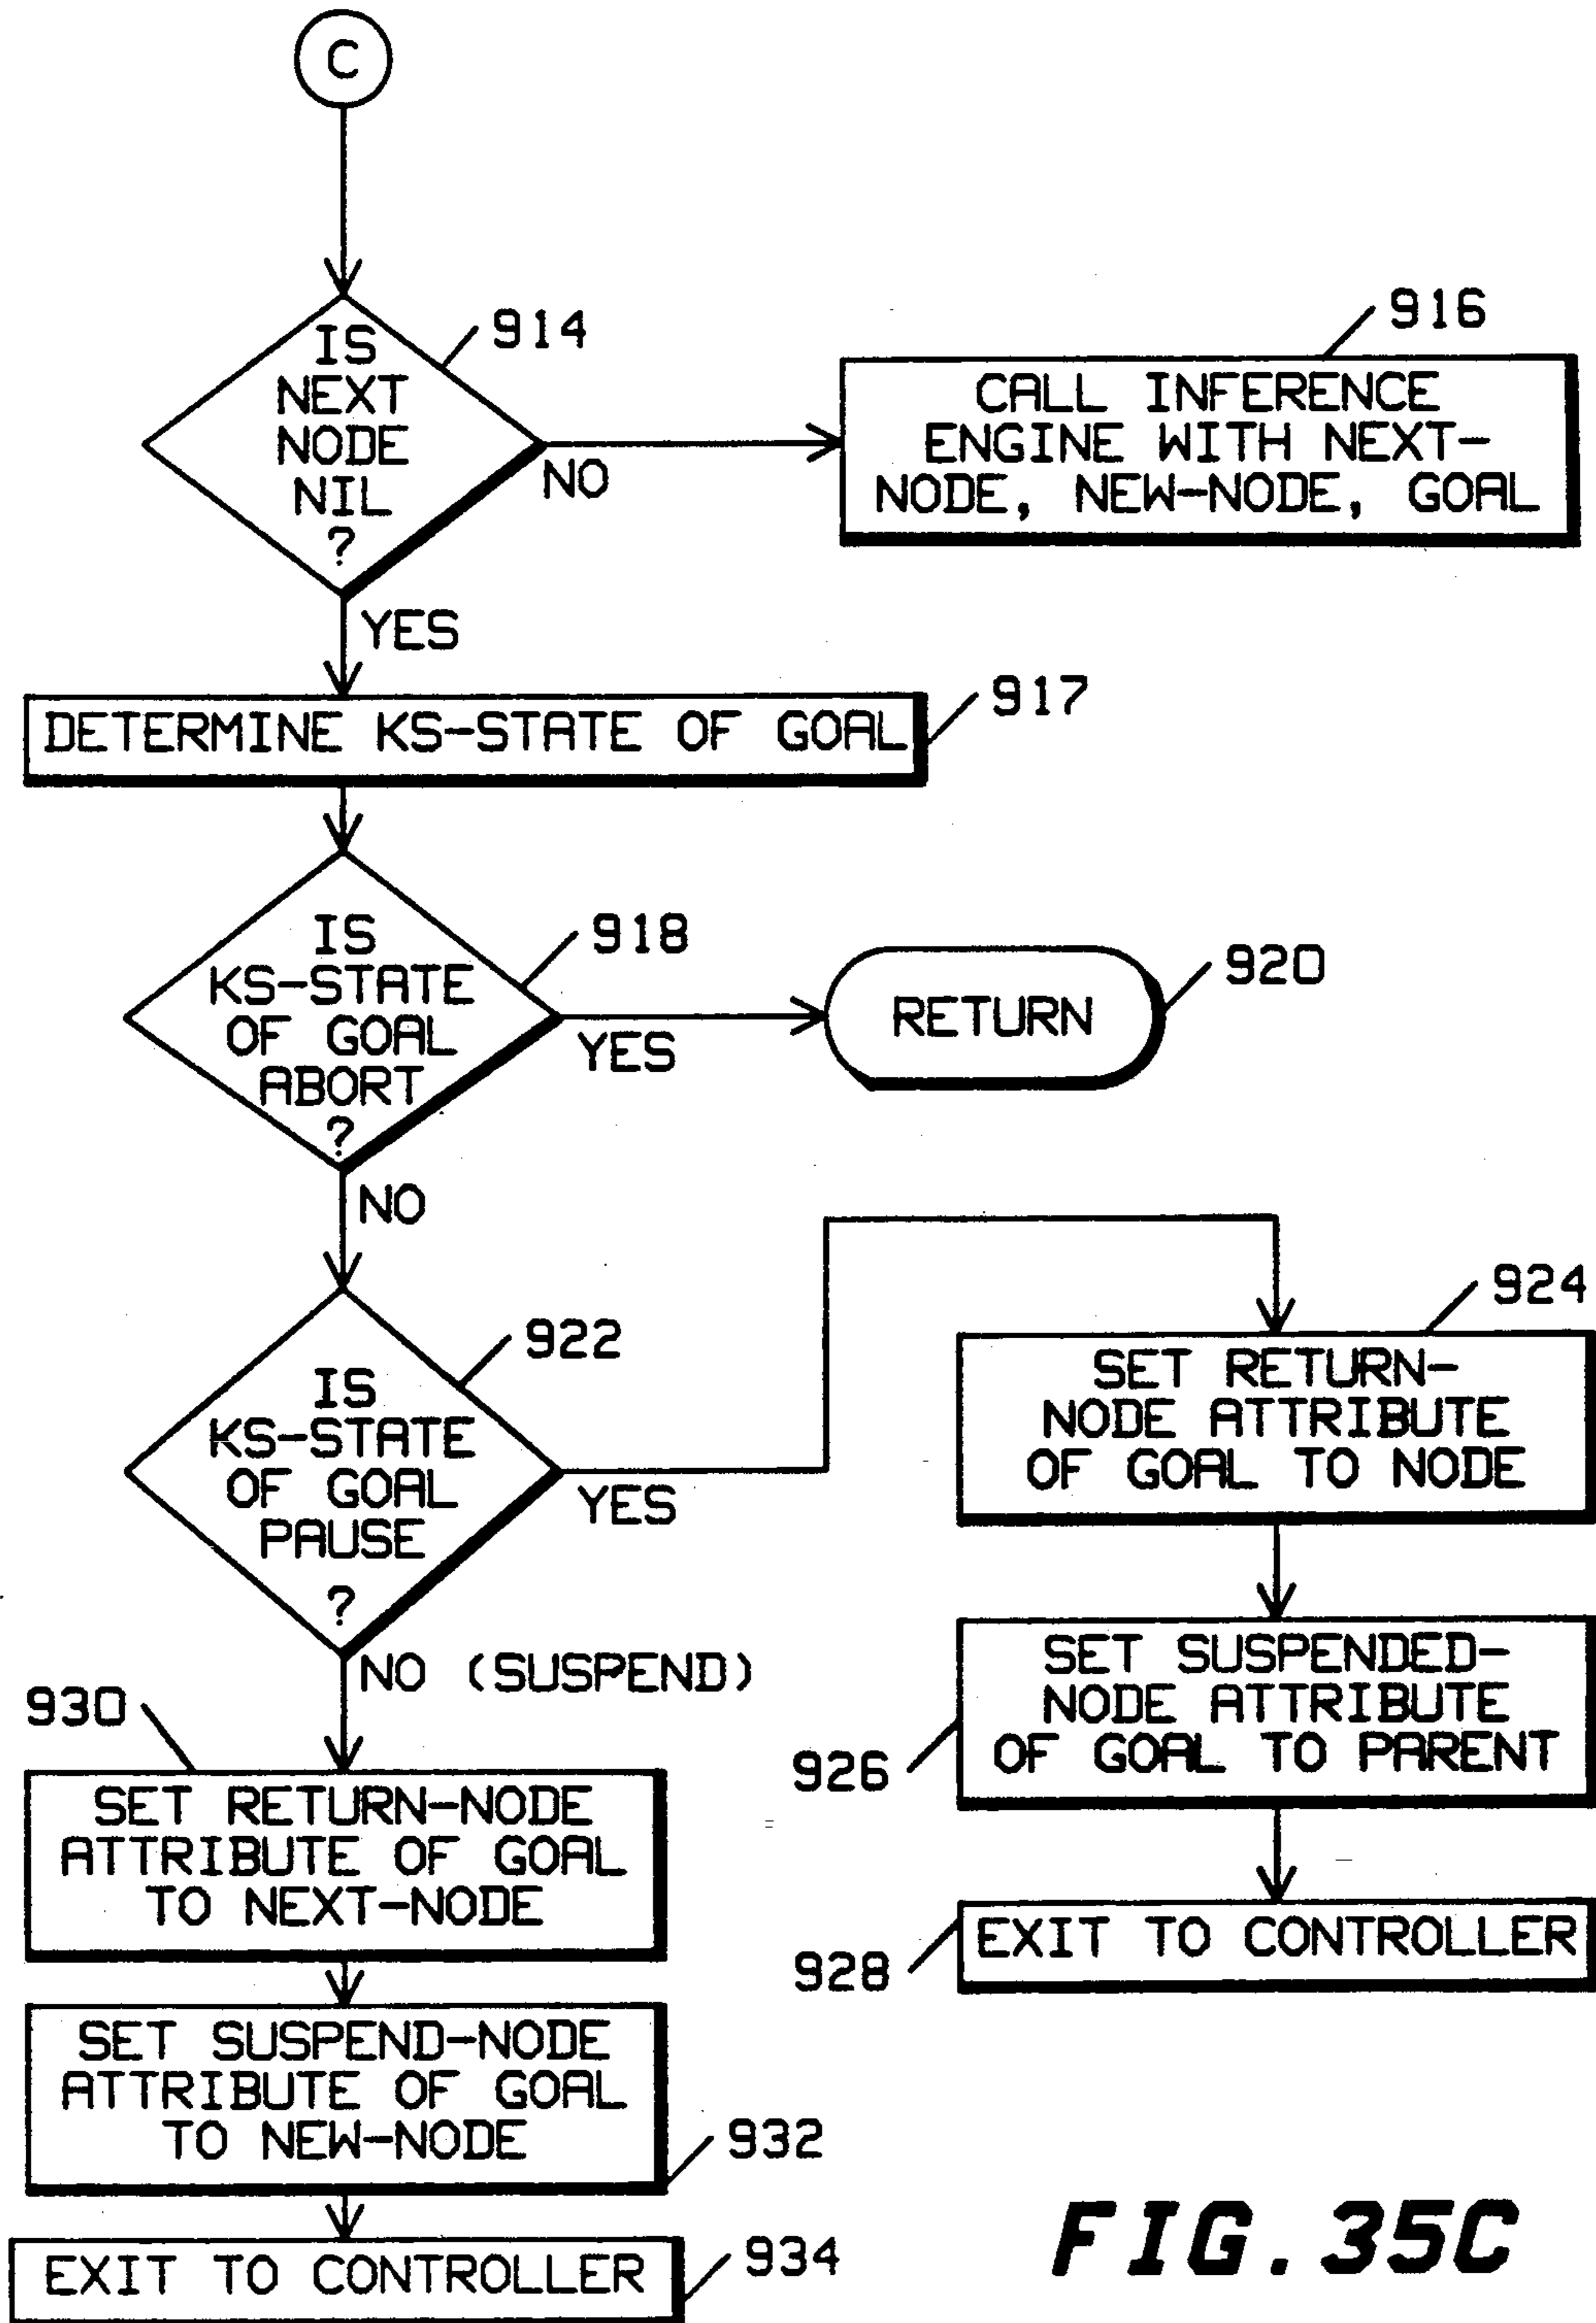 C
IS
NEXT
NODE
NIL
?
914
NO
916
CALL INFERENCE
ENGINE WITH NEXT-
NODE, NEW-NODE, GOAL
YES
DETERMINE KS-STATE OF GOAL
917
IS
KS-STATE
OF GOAL
ABORT
?
918
YES
RETURN
920
NO
IS
KS-STATE
OF GOAL
PAUSE
?
922
YES
924
SET RETURN-
NODE ATTRIBUTE
OF GOAL TO NODE
SET SUSPENDED-
NODE ATTRIBUTE
OF GOAL TO PARENT
926
EXIT TO CONTROLLER
928
NO (SUSPEND)
930
SET RETURN-NODE
ATTRIBUTE OF GOAL
TO NEXT-NODE
SET SUSPEND-NODE
ATTRIBUTE OF GOAL
TO NEW-NODE
932
EXIT TO CONTROLLER
934
FIG. 35C